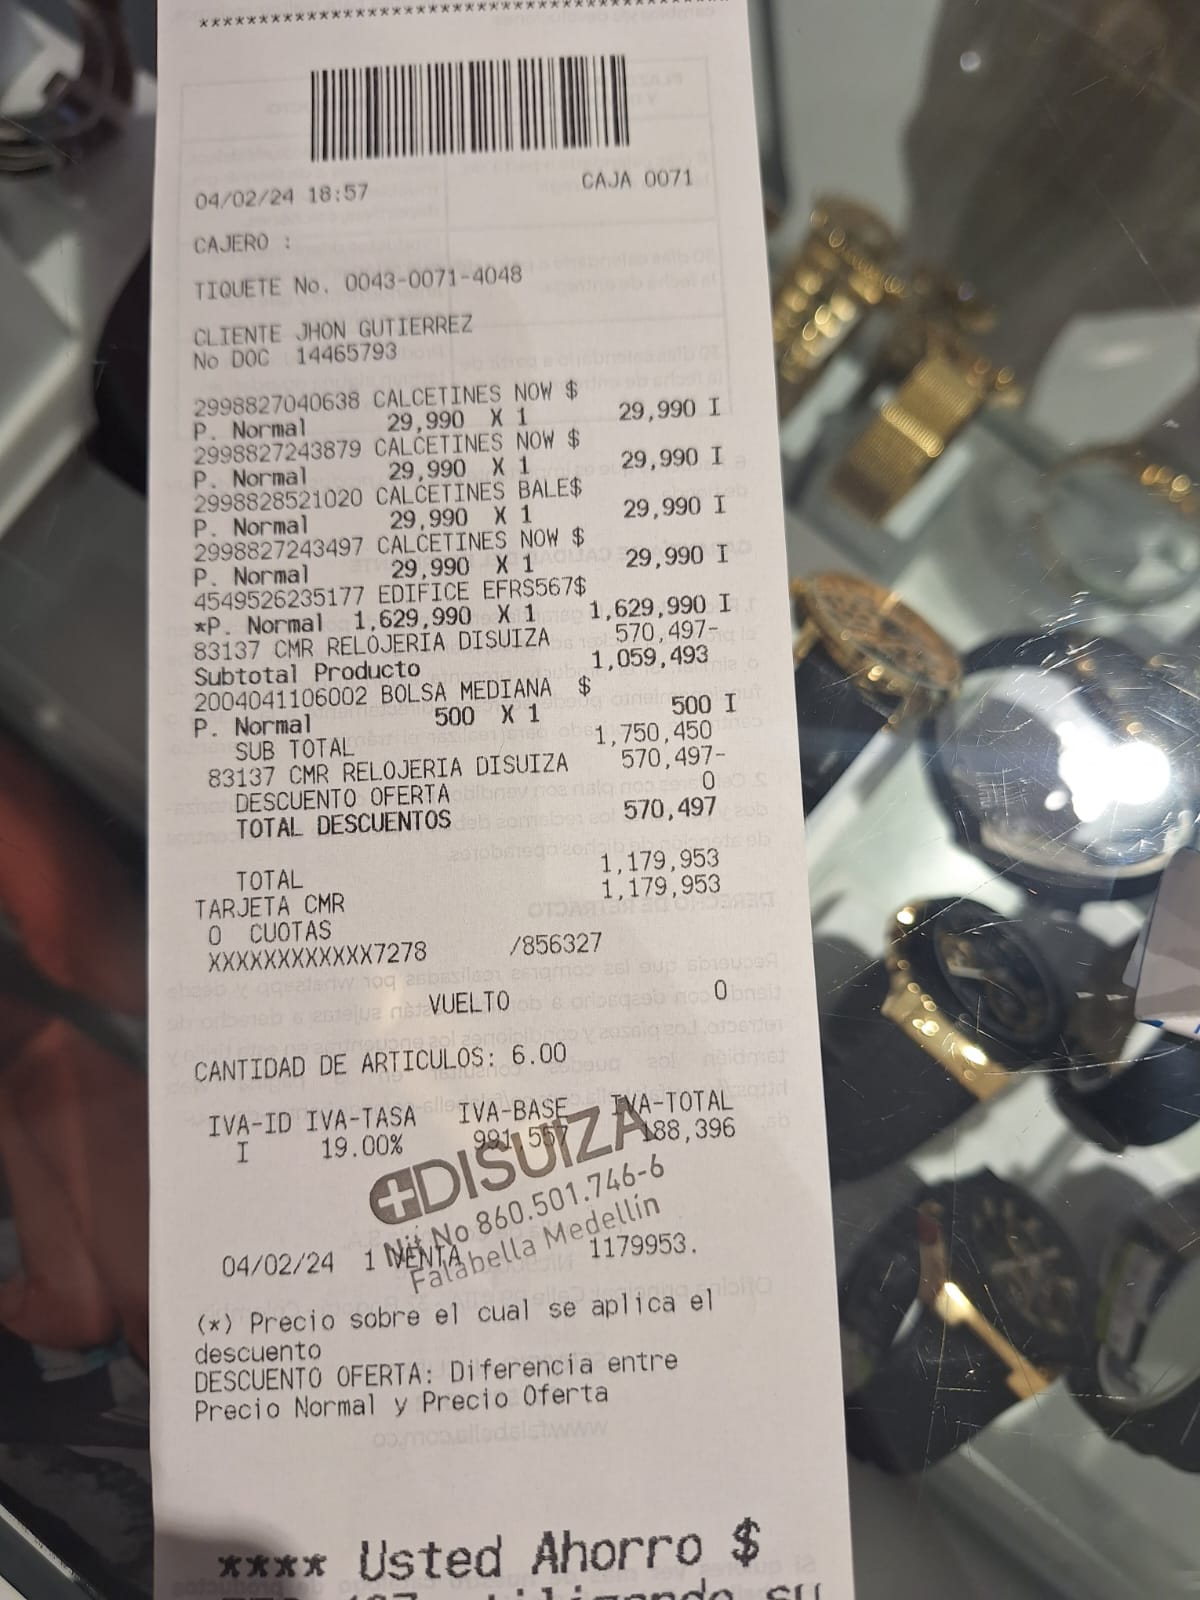 04/02/24 18:57 CAJA 0071
CAJERO :
TIQUETE No. 0043-0071-4048
CLIENTE JHON GUTIERREZ
No DOC 14465793
2998827040638 CALCETINES NOW $
P. Normal 29,990 X 1 29,990 I
2998827243879 CALCETINES NOW $
P. Normal 29,990 X 1 29,990 I
2998828521020 CALCETINES BALE$
P. Normal 29,990 X 1 29,990 I
2998827243497 CALCETINES NOW $
P. Normal 29,990 X 1 29,990 I
4549526235177 EDIFICE EFRS567$
*P. Normal 1,629,990 X 1 1,629,990 I
83137 CMR RELOJERIA DISUIZA 570,497-
Subtotal Producto 1,059,493
2004041106002 BOLSA MEDIANA $
P. Normal 500 X 1 500 I
SUB TOTAL 1,750,450
83137 CMR RELOJERIA DISUIZA 570,497-
DESCUENTO OFERTA 0
TOTAL DESCUENTOS 570,497
TOTAL 1,179,953
TARJETA CMR 1,179,953
0 CUOTAS
XXXXXXXXXXXX7278 /856327
VUELTO 0
CANTIDAD DE ARTICULOS: 6.00
IVA-ID IVA-TASA IVA-BASE IVA-TOTAL
I 19.00% 991,557 188,396
DISUIZA
Nit No 860.501.746-6
Falabella Medellín
04/02/24 1 VENTA 1179953.
(*) Precio sobre el cual se aplica el
descuento
DESCUENTO OFERTA: Diferencia entre
Precio Normal y Precio Oferta
**** Usted Ahorro $
su